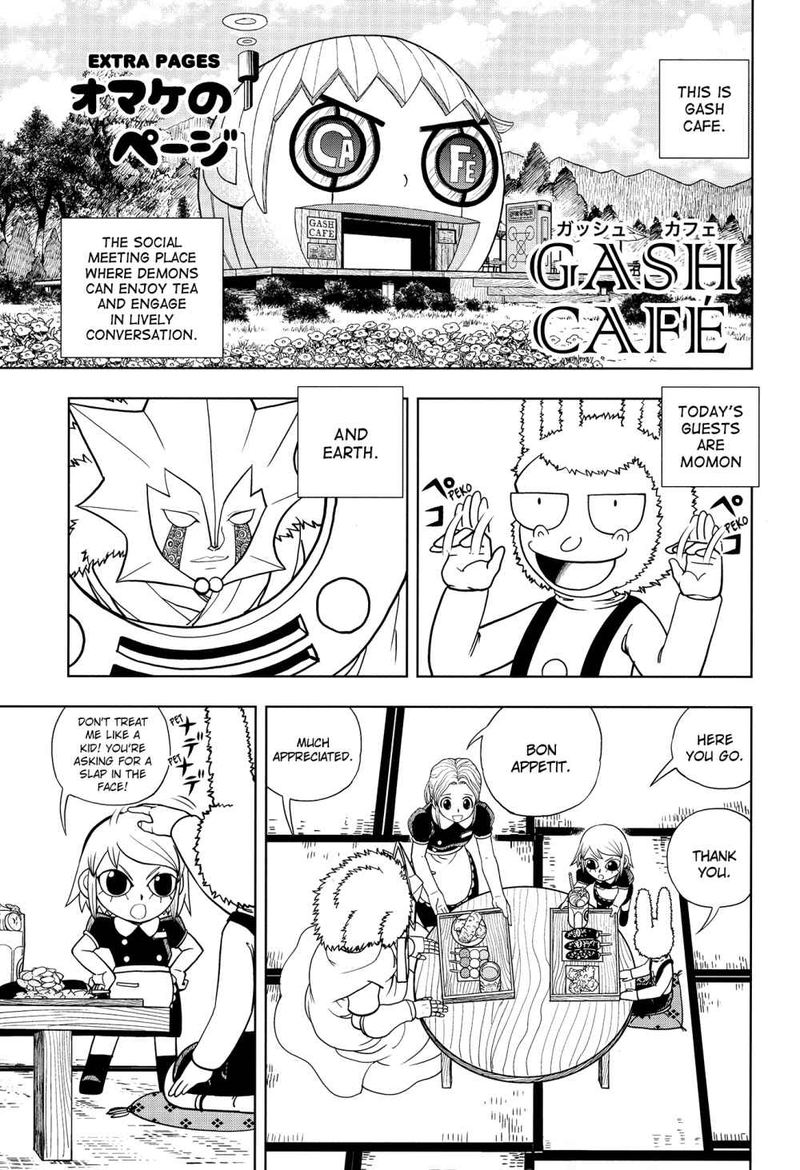 EXTRA PAGES
オマケの
ページ
THIS IS
GASH
CAFE.
CA
FE
GASH
CAFE
ガッシュ カフェ
GASH
CAFÉ
THE SOCIAL
MEETING PLACE
WHERE DEMONS
CAN ENJOY TEA
AND ENGAGE
IN LIVELY
CONVERSATION.
TODAY'S
GUESTS
ARE
MOMON
ペコ
PEKO
ペコ
PEKO
AND
EARTH.
HERE
YOU GO.
BON
APPETIT.
MUCH
APPRECIATED.
THANK
YOU.
DON'T TREAT
ME LIKE A
KID! YOU'RE
ASKING FOR A
SLAP IN THE
FACE!
PET
ナデ
PET
ナデ